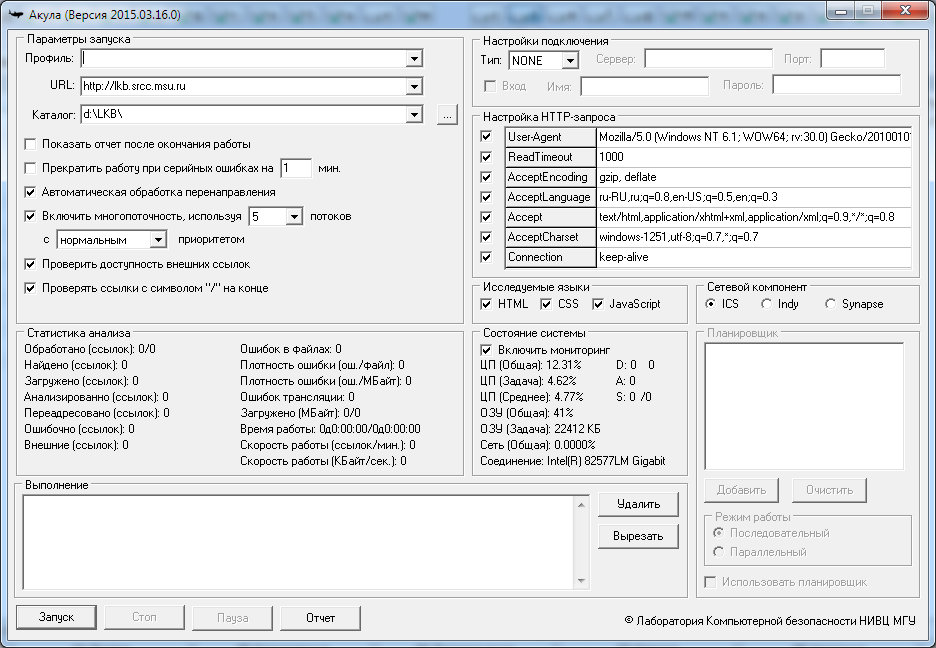 Акула (Версия 2015.03.16.0)
Параметры запуска
Профиль:
URL: http://lkb.srcc.msu.ru
Каталог: d:\LKB\ ...
Показать отчет после окончания работы
Прекратить работу при серийных ошибках на 1 мин.
Автоматическая обработка перенаправления
Включить многопоточность, используя 5 потоков
с нормальным приоритетом
Проверить доступность внешних ссылок
Проверять ссылки с символом "/" на конце
Настройки подключения
Тип: NONE Сервер: Порт:
Вход Имя: Пароль:
Настройка HTTP-запроса
User-Agent Mozilla/5.0 (Windows NT 6.1; WOW64; rv:30.0) Gecko/2010010
ReadTimeout 1000
AcceptEncoding gzip, deflate
AcceptLanguage ru-RU,ru;q=0.8,en-US;q=0.5,en;q=0.3
Accept text/html,application/xhtml+xml,application/xml;q=0.9,*/*;q=0.8
AcceptCharset windows-1251,utf-8;q=0.7,*;q=0.7
Connection keep-alive
Исследуемые языки
HTML CSS JavaScript
Сетевой компонент
ICS Indy Synapse
Статистика анализа
Обработано (ссылок): 0/0
Найдено (ссылок): 0
Загружено (ссылок): 0
Анализированно (ссылок): 0
Переадресовано (ссылок): 0
Ошибочно (ссылок): 0
Внешние (ссылок): 0
Ошибок в файлах: 0
Плотность ошибки (ош./файл): 0
Плотность ошибки (ош./МБайт): 0
Ошибок трансляции: 0
Загружено (МБайт): 0/0
Время работы: 0д0:00:00/0д0:00:00
Скорость работы (ссылок/мин.): 0
Скорость работы (КБайт/сек.): 0
Состояние системы
Включить мониторинг
ЦП (Общая): 12.31% D: 0 0
ЦП (Задача): 4.62% A: 0
ЦП (Среднее): 4.77% S: 0 /0
ОЗУ (Общая): 41%
ОЗУ (Задача): 22412 КБ
Сеть (Общая): 0.0000%
Соединение: Intel(R) 82577LM Gigabit
Планировщик
Добавить Очистить
Режим работы
Последовательный
Параллельный
Использовать планировщик
Выполнение
Удалить
Вырезать
Запуск Стоп Пауза Отчет
© Лаборатория Компьютерной безопасности НИВЦ МГУ